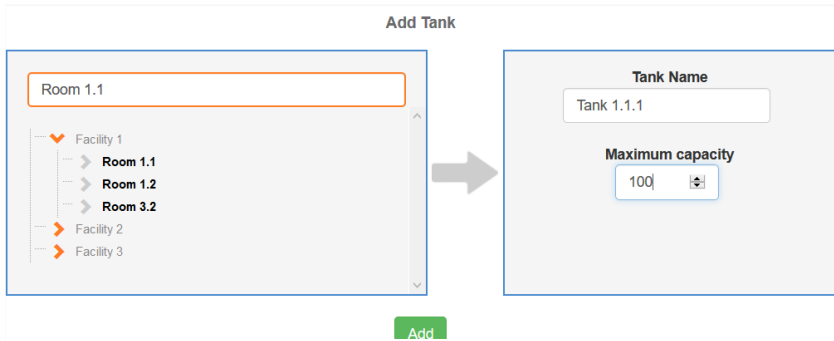 Add Tank
Room 1.1
Facility 1
Room 1.1
Room 1.2
Room 3.2
Facility 2
Facility 3
Tank Name
Tank 1.1.1
Maximum capacity
100
Add